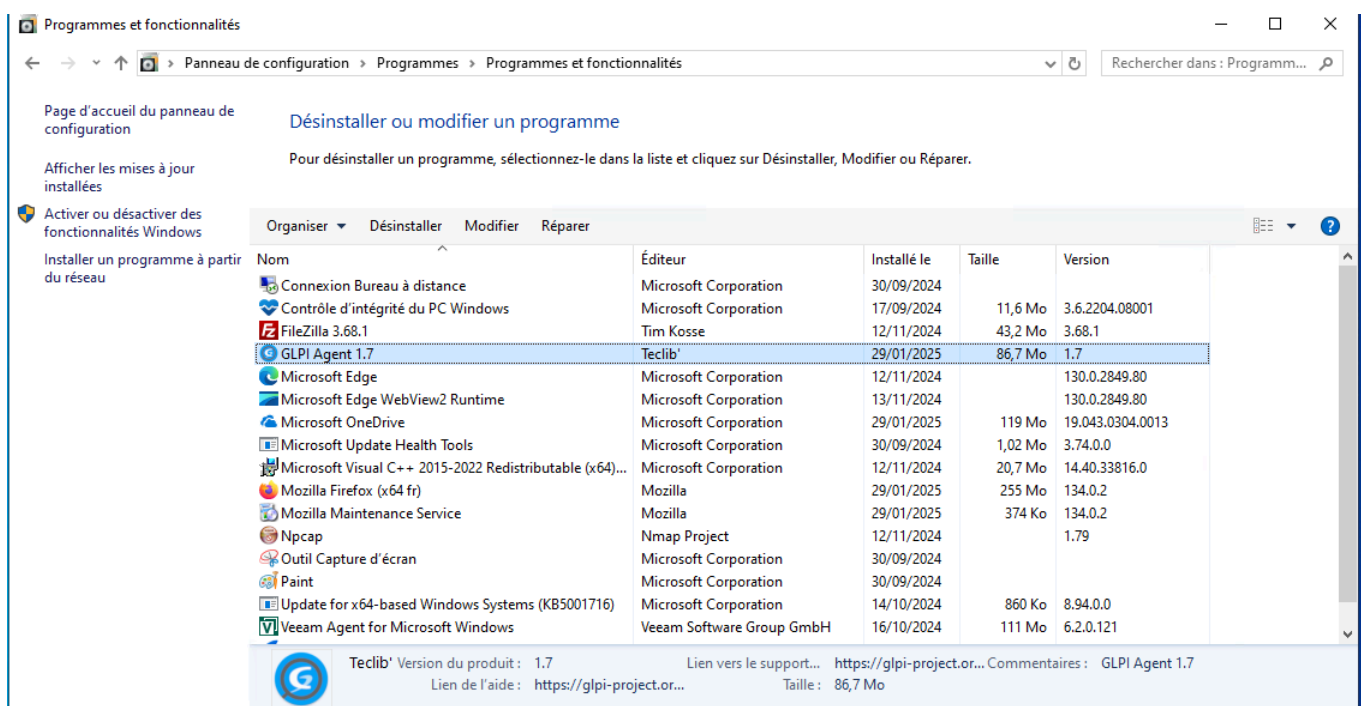 Programmes et fonctionnalités
Panneau de configuration > Programmes > Programmes et fonctionnalités
Rechercher dans : Programm...
Page d'accueil du panneau de
configuration
Afficher les mises à jour
installées
Activer ou désactiver des
fonctionnalités Windows
Installer un programme à partir
du réseau
Désinstaller ou modifier un programme
Pour désinstaller un programme, sélectionnez-le dans la liste et cliquez sur Désinstaller, Modifier ou Réparer.
Organiser Désinstaller Modifier Réparer
Nom Éditeur Installé le Taille Version
Connexion Bureau à distance Microsoft Corporation 30/09/2024
Contrôle d'intégrité du PC Windows Microsoft Corporation 17/09/2024 11,6 Mo 3.6.2204.08001
FileZilla 3.68.1 Tim Kosse 12/11/2024 43,2 Mo 3.68.1
GLPI Agent 1.7 Teclib' 29/01/2025 86,7 Mo 1.7
Microsoft Edge Microsoft Corporation 12/11/2024 130.0.2849.80
Microsoft Edge WebView2 Runtime Microsoft Corporation 13/11/2024 130.0.2849.80
Microsoft OneDrive Microsoft Corporation 29/01/2025 119 Mo 19.043.0304.0013
Microsoft Update Health Tools Microsoft Corporation 30/09/2024 1,02 Mo 3.74.0.0
Microsoft Visual C++ 2015-2022 Redistributable (x64)... Microsoft Corporation 12/11/2024 20,7 Mo 14.40.33816.0
Mozilla Firefox (x64 fr) Mozilla 29/01/2025 255 Mo 134.0.2
Mozilla Maintenance Service Mozilla 29/01/2025 374 Ko 134.0.2
Npcap Nmap Project 12/11/2024 1.79
Outil Capture d'écran Microsoft Corporation 30/09/2024
Paint Microsoft Corporation 30/09/2024
Update for x64-based Windows Systems (KB5001716) Microsoft Corporation 14/10/2024 860 Ko 8.94.0.0
Veeam Agent for Microsoft Windows Veeam Software Group GmbH 16/10/2024 111 Mo 6.2.0.121
Teclib' Version du produit : 1.7 Lien vers le support... https://glpi-project.or... Commentaires : GLPI Agent 1.7
Lien de l'aide : https://glpi-project.or... Taille : 86,7 Mo